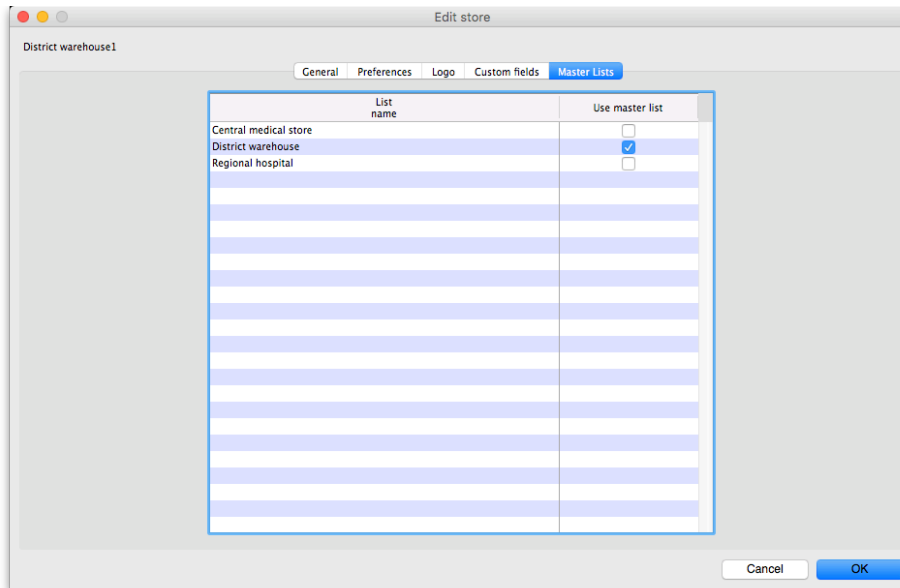 Edit store
District warehouse1
General Preferences Logo Custom fields Master Lists
List
name
Use master list
Central medical store
District warehouse
Regional hospital
Cancel OK